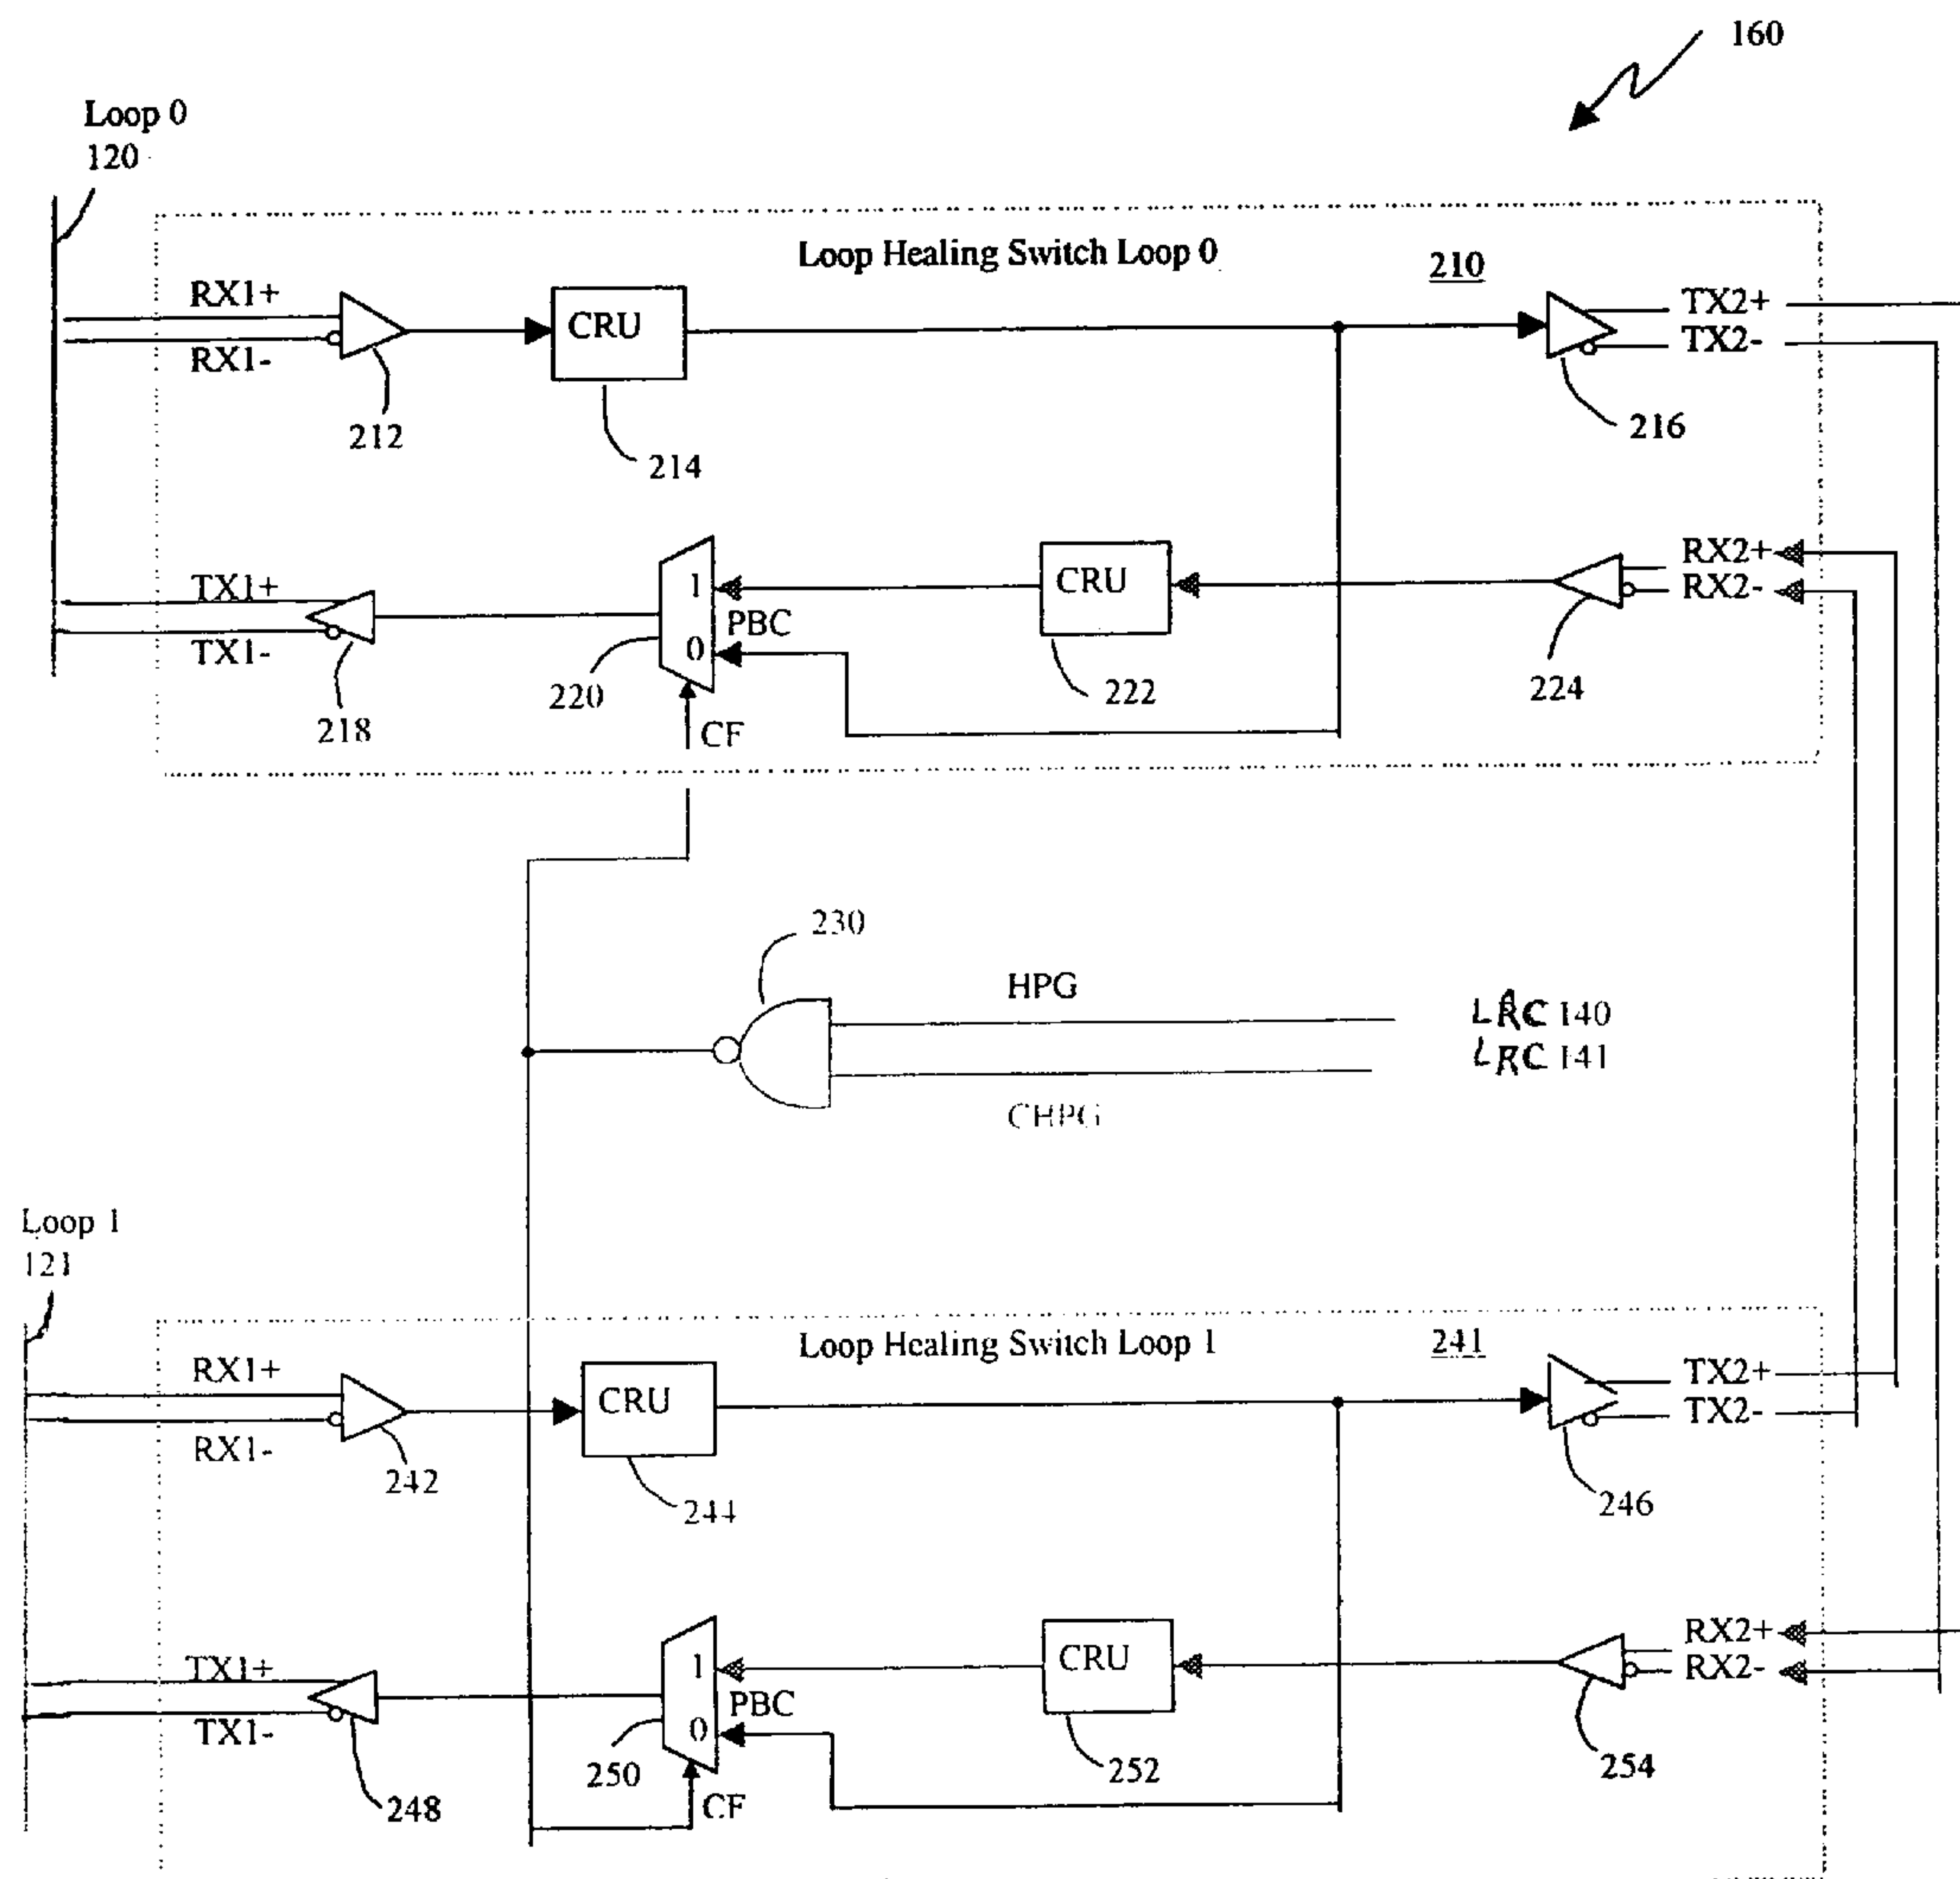 160
Loop 0
120
Loop Healing Switch Loop 0
210
RX1+
RX1-
212
CRU
214
TX2+
TX2-
216
TX1+
TX1-
218
220
1
PBC
0
CF
CRU
222
224
RX2+
RX2-
230
HPG
LRC 140
LRC 141
CHPG
Loop 1
121
Loop Healing Switch Loop 1
241
RX1+
RX1-
242
CRU
244
TX2+
TX2-
246
TX1+
TX1-
248
250
1
PBC
0
CF
CRU
252
254
RX2+
RX2-